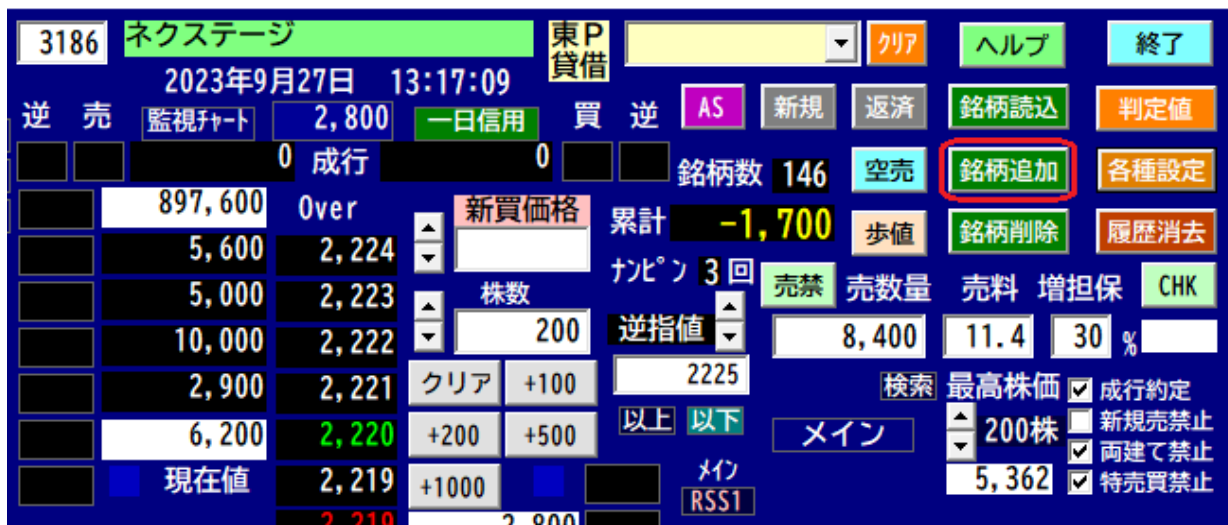 3186 ネクステージ 東P 貸借 クリア ヘルプ 終了
2023年9月27日 13:17:09
逆 売 監視チャート 2,800 一日信用 買 逆 AS 新規 返済 銘柄読込 判定値
0 成行 0 銘柄数 146 空売 銘柄追加 各種設定
897,600 Over 新買価格 累計 -1,700 歩値 銘柄削除 履歴消去
5,600 2,224 ナンピン 3回 売禁 売数量 売料 増担保 CHK
5,000 2,223 株数
10,000 2,222 200 逆指値 8,400 11.4 30 %
2,900 2,221 クリア +100 2225 検索 最高株価 成行約定
6,200 2,220 +200 +500 以上 以下 メイン 200株 新規売禁止
両建て禁止
現在値 2,219 +1000 メイン 5,362 特売買禁止
RSS1
2,219 2,800